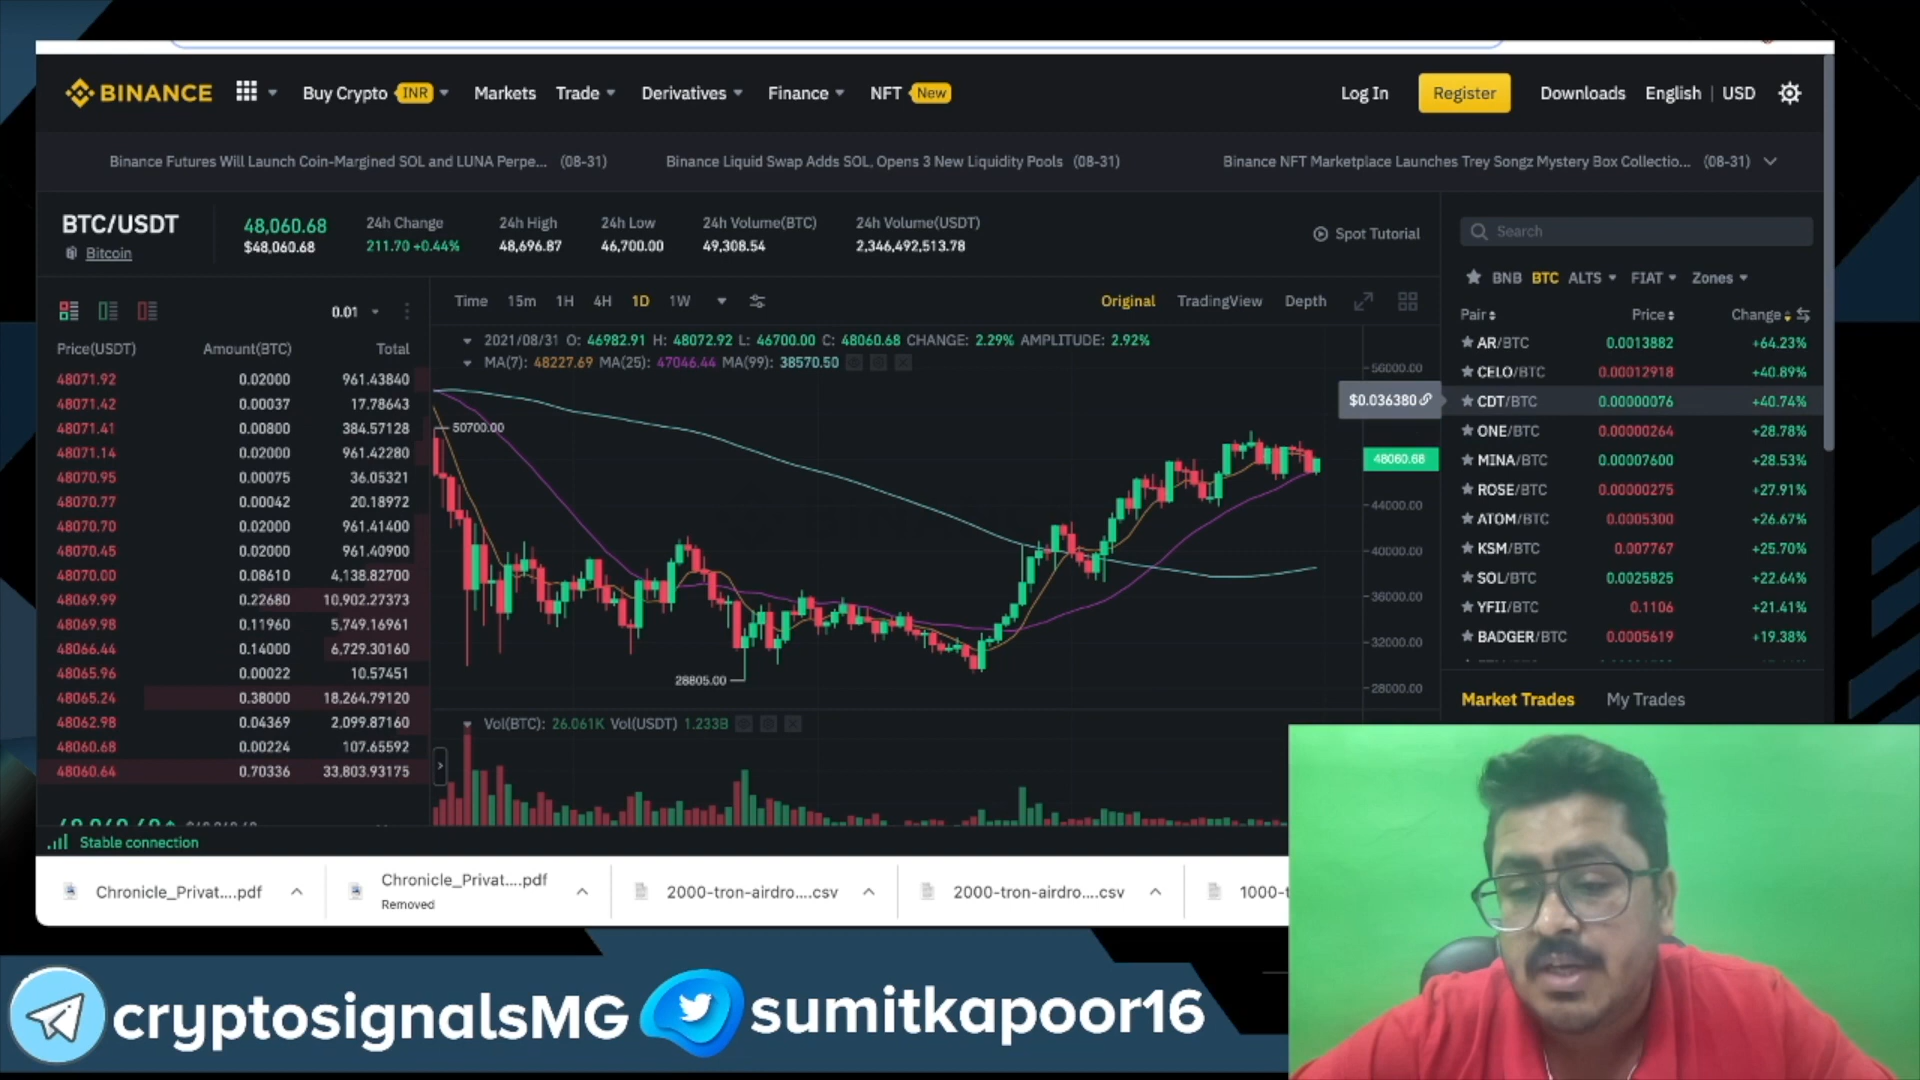 BINANCE Buy Crypto INR Markets Trade Derivatives Finance NFT New Log In Register Downloads English | USD
Binance Futures Will Launch Coin-Margined SOL and LUNA Perpe... (08-31) Binance Liquid Swap Adds SOL, Opens 3 New Liquidity Pools (08-31) Binance NFT Marketplace Launches Trey Songz Mystery Box Collectio... (08-31)
BTC/USDT
Bitcoin
48,060.68
$48,060.68
24h Change
211.70 +0.44%
24h High
48,696.87
24h Low
46,700.00
24h Volume(BTC)
49,308.54
24h Volume(USDT)
2,346,492,513.78
Spot Tutorial
0.01
Price(USDT) Amount(BTC) Total
48071.92 0.02000 961.43840
48071.42 0.00037 17.78643
48071.41 0.00800 384.57128
48071.14 0.02000 961.42280
48070.95 0.00075 36.05321
48070.77 0.00042 20.18972
48070.70 0.02000 961.41400
48070.45 0.02000 961.40900
48070.00 0.08610 4,138.82700
48069.99 0.22680 10,902.27373
48069.98 0.11960 5,749.16961
48066.44 0.14000 6,729.30160
48065.96 0.00022 10.57451
48065.24 0.38000 18,264.79120
48062.98 0.04369 2,099.87160
48060.68 0.00224 107.65592
48060.64 0.70336 33,803.93175
Stable connection
Time 15m 1H 4H 1D 1W Original TradingView Depth
2021/08/31 O: 46982.91 H: 48072.92 L: 46700.00 C: 48060.68 CHANGE: 2.29% AMPLITUDE: 2.92%
MA(7): 48227.69 MA(25): 47046.44 MA(99): 38570.50
56000.00
$0.036380
50700.00
48060.68
44000.00
40000.00
36000.00
32000.00
28805.00
28000.00
Vol(BTC): 26.061K Vol(USDT) 1.233B
Search
BNB BTC ALTS FIAT Zones
Pair Price Change
AR/BTC 0.0013882 +64.23%
CELO/BTC 0.00012918 +40.89%
CDT/BTC 0.00000076 +40.74%
ONE/BTC 0.00000264 +28.78%
MINA/BTC 0.00007600 +28.53%
ROSE/BTC 0.00000275 +27.91%
ATOM/BTC 0.0005300 +26.67%
KSM/BTC 0.007767 +25.70%
SOL/BTC 0.0025825 +22.64%
YFII/BTC 0.1106 +21.41%
BADGER/BTC 0.0005619 +19.38%
Market Trades My Trades
Chronicle_Privat....pdf
Chronicle_Privat....pdf
Removed
2000-tron-airdro....csv
2000-tron-airdro....csv
1000-t
cryptosignalsMG
sumitkapoor16